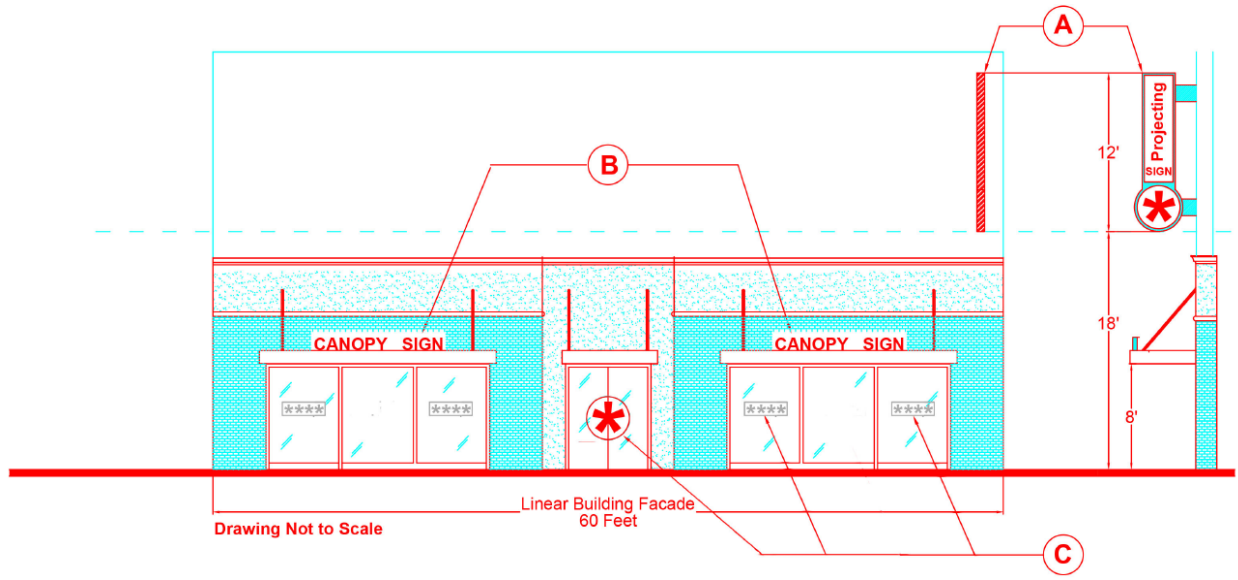 A
Projecting
SIGN
12'
B
CANOPY SIGN
CANOPY SIGN
18'
8'
****
****
*
****
****
*
Linear Building Facade
60 Feet
Drawing Not to Scale
C